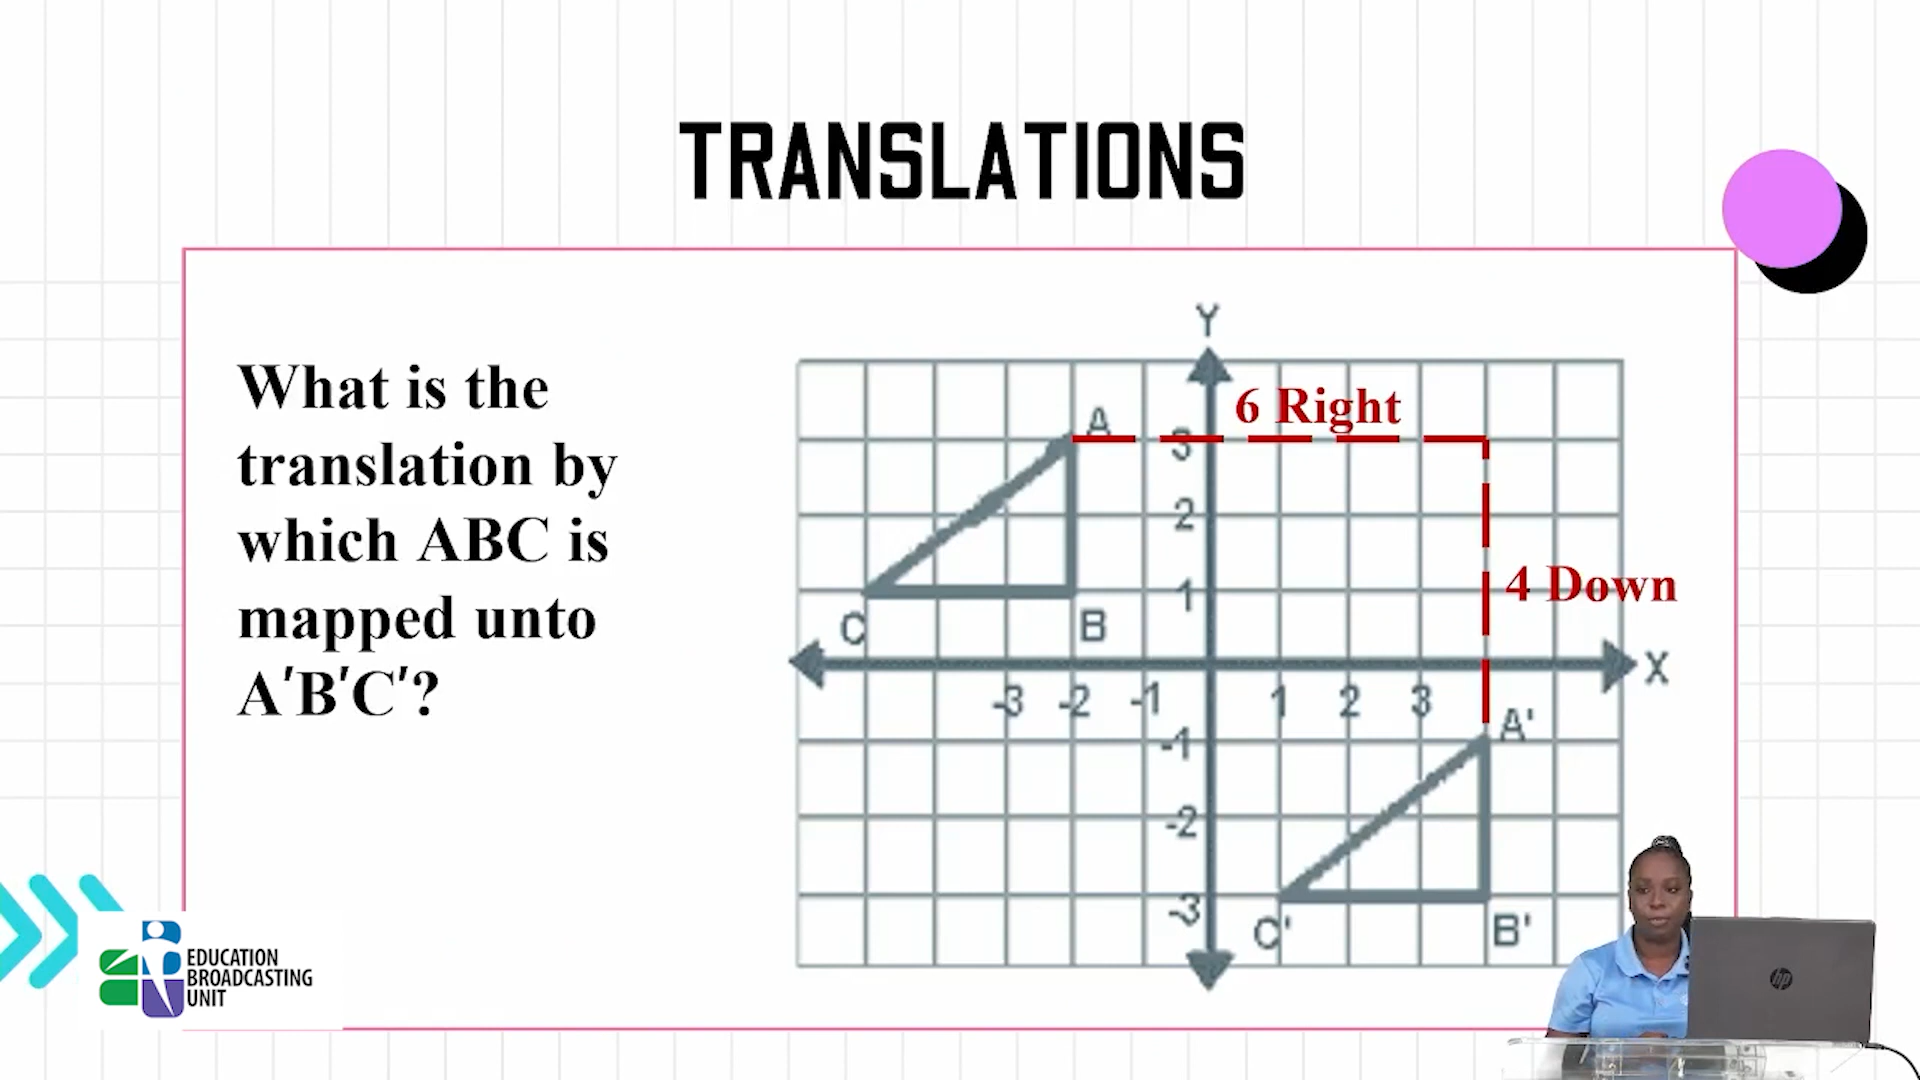 TRANSLATIONS
What is the
translation by
which ABC is
mapped unto
A′B′C′?
Y
6 Right
A
3
2
4 Down
1
C
B
X
-3 -2 -1 1 2 3
A'
-1
-2
-3
C'
B'
EDUCATION
BROADCASTING
UNIT
hp